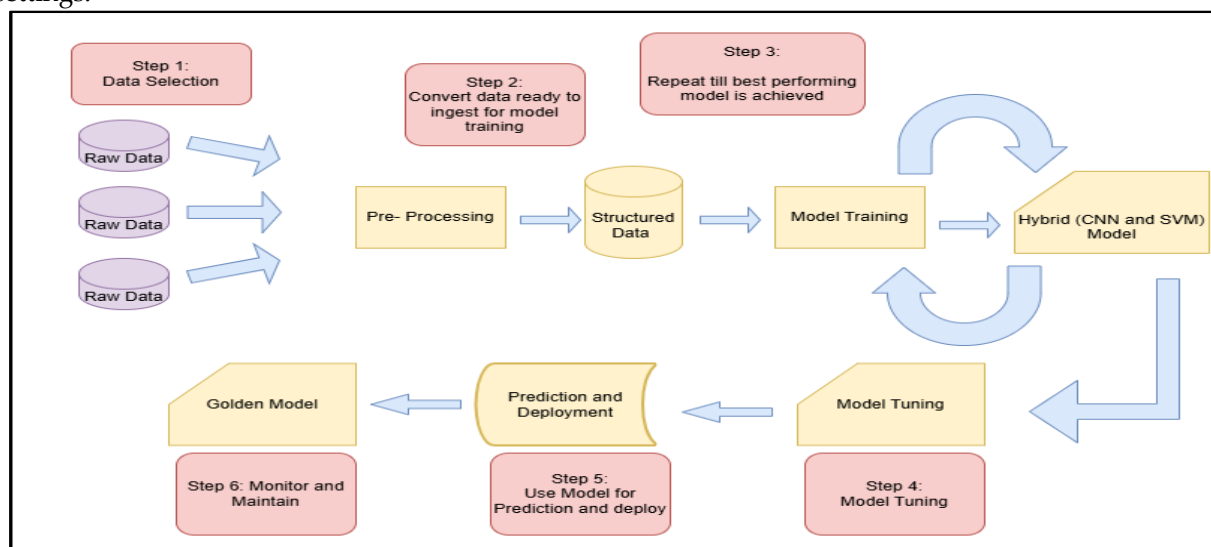 settings.
Step 1:
Data Selection
Step 2:
Convert data ready to
ingest for model
training
Step 3:
Repeat till best performing
model is achieved
Raw Data
Raw Data
Raw Data
Pre- Processing
Structured
Data
Model Training
Hybrid (CNN and SVM)
Model
Golden Model
Prediction and
Deployment
Model Tuning
Step 6: Monitor and
Maintain
Step 5:
Use Model for
Prediction and deploy
Step 4:
Model Tuning